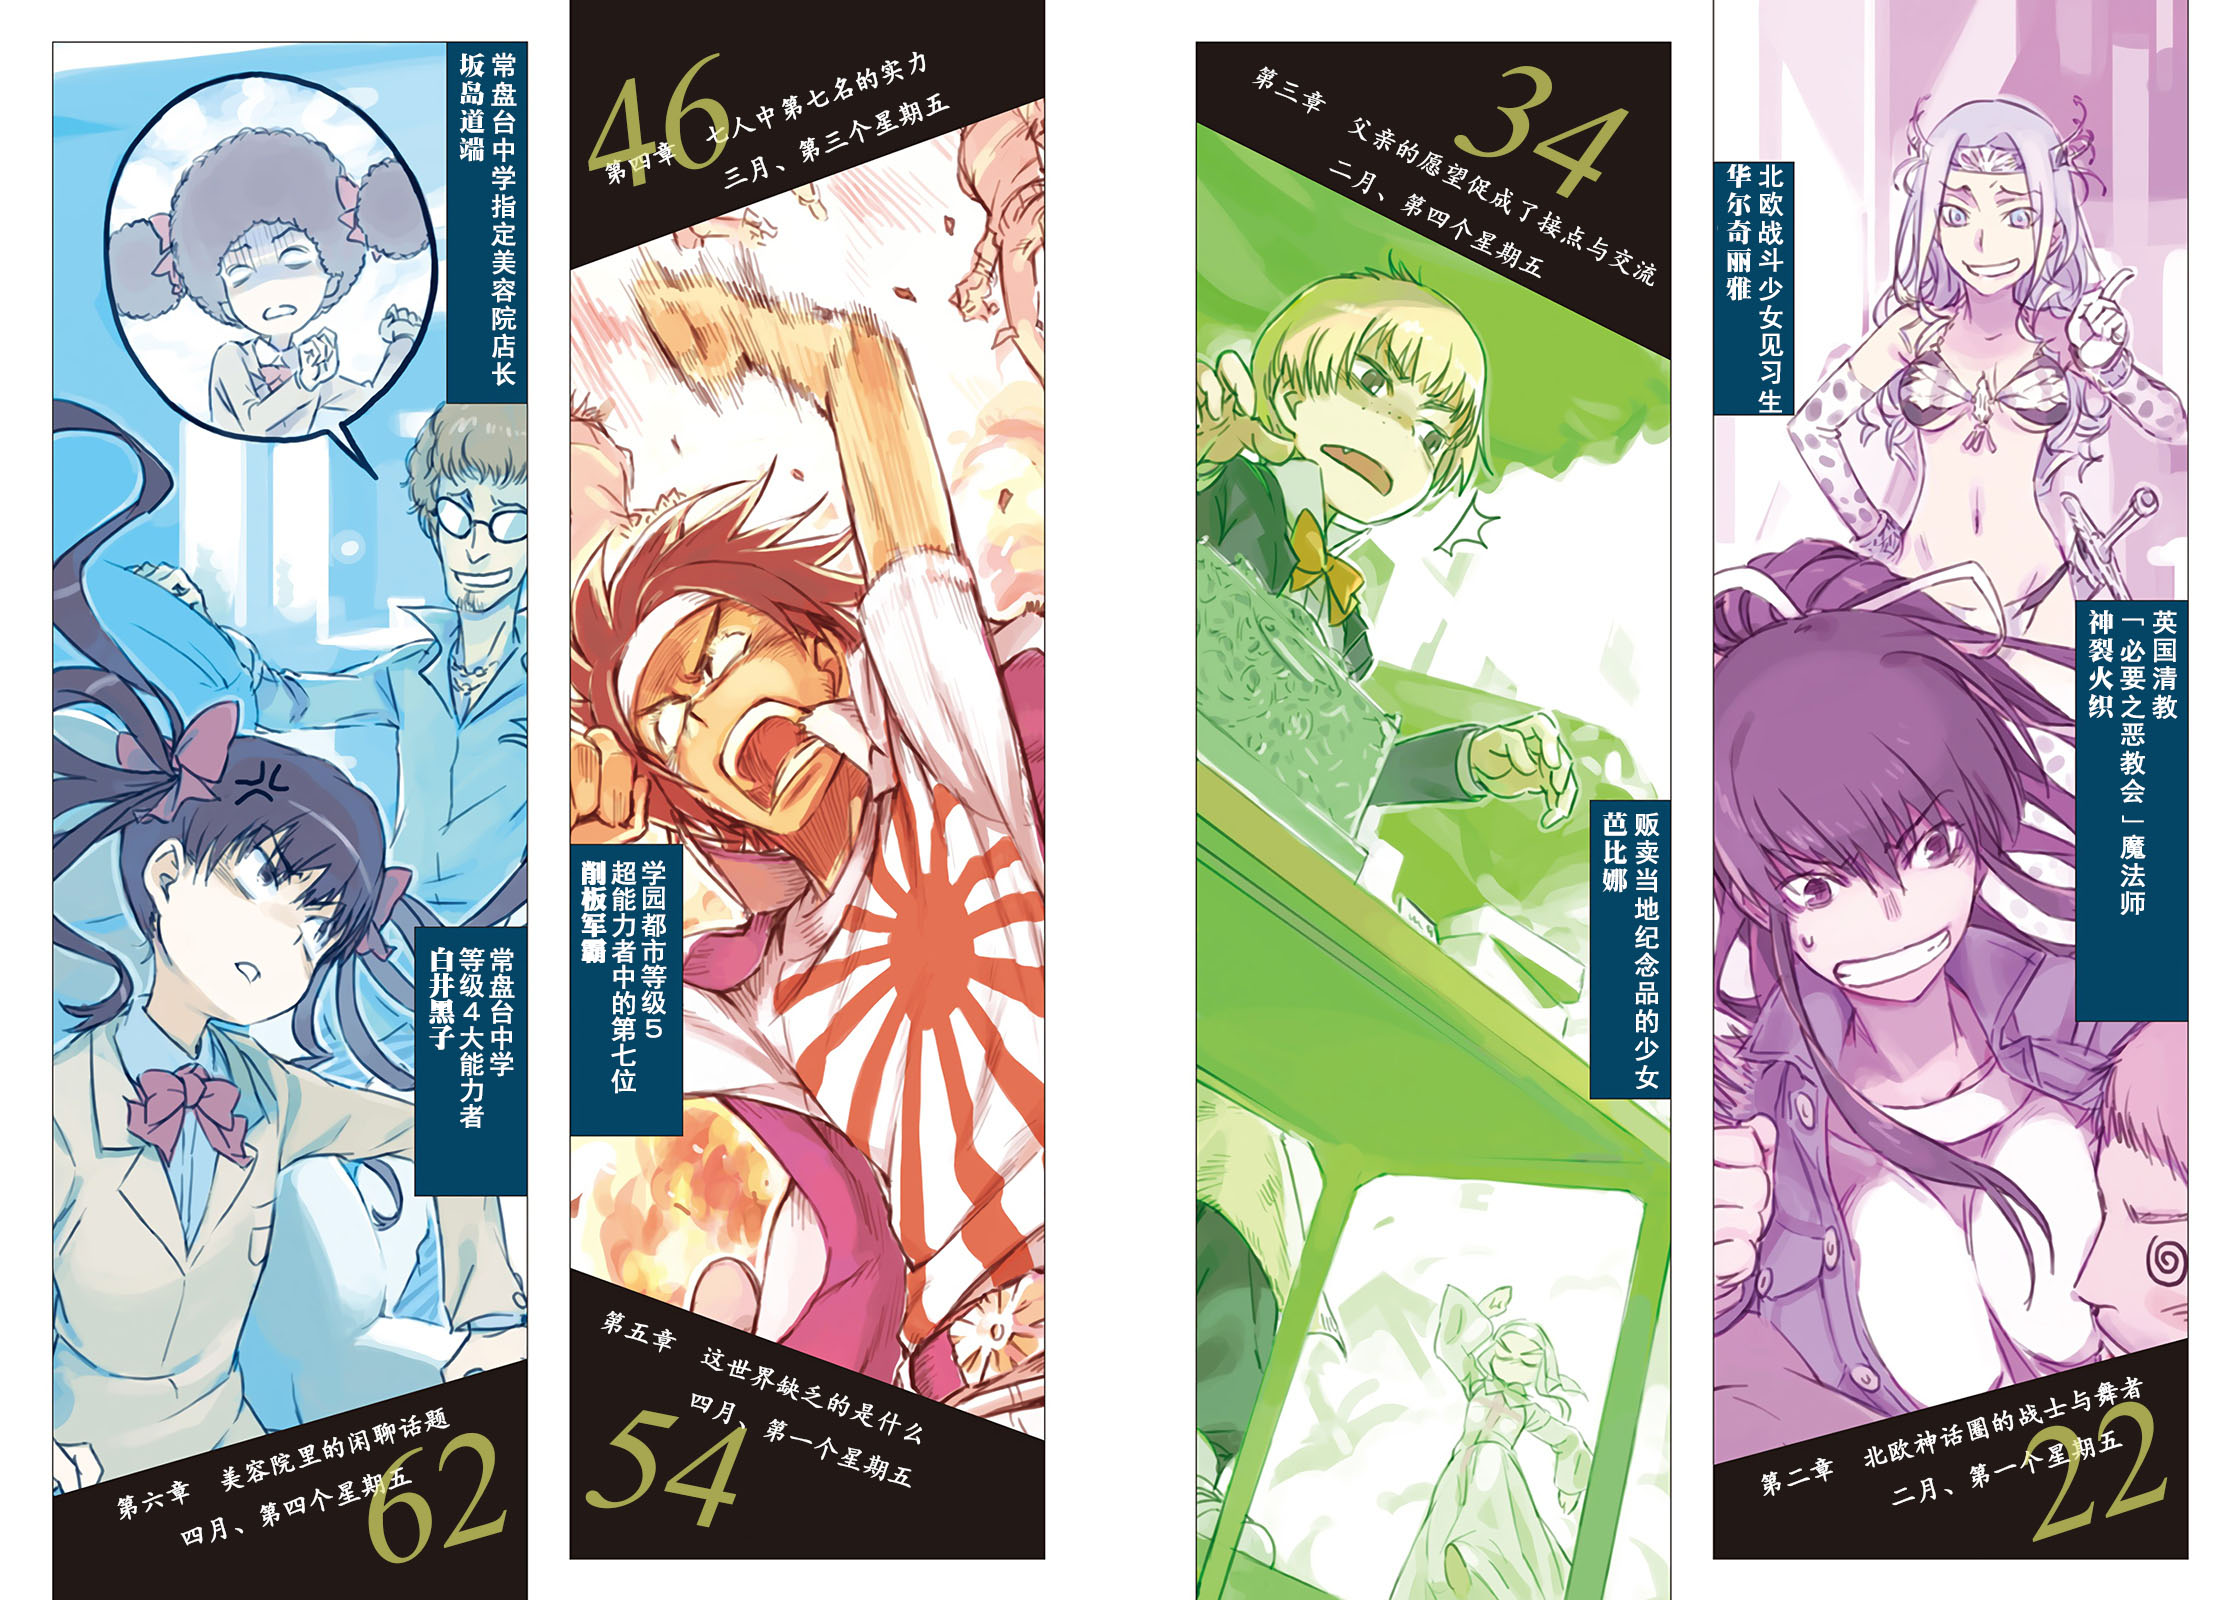 北欧战斗少女见习生
华尔奇丽雅
英国清教
「必要之恶教会」魔法师
神裂火织
第二章　北欧神话圈的战士与舞者
二月、第一个星期五
22
34
第三章　父亲的愿望促成了接点与交流
二月、第四个星期五
贩卖当地纪念品的少女
芭比娜
46
第四章　七人中第七名的实力
三月、第三个星期五
学园都市等级5
超能力者中的第七位
削板军霸
第五章　这世界缺乏的是什么
四月、第一个星期五
54
常盘台中学指定美容院店长
坂岛道端
常盘台中学
等级4大能力者
白井黑子
第六章　美容院里的闲聊话题
四月、第四个星期五
62